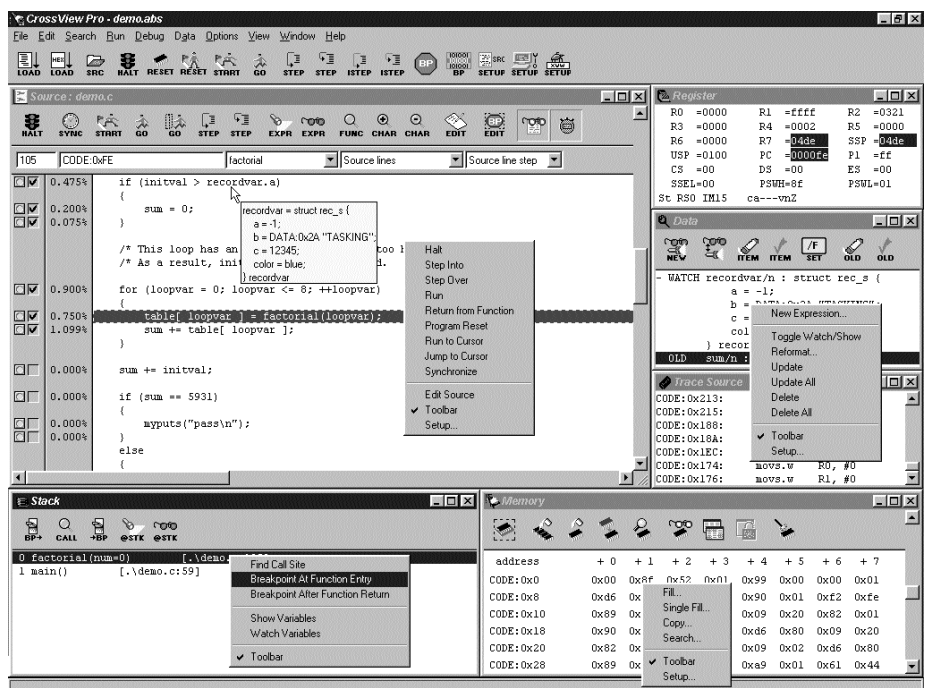 CrossView Pro - demo.abs
File Edit Search Run Debug Data Options View Window Help
LOAD LOAD SRC HALT RESET RESET START GO STEP STEP ISTEP ISTEP BP BP SETUP SETUP SETUP
Source : demo.c
HALT SYNC START GO GO STEP STEP EXPR EXPR FUNC CHAR CHAR EDIT EDIT
105 CODE:0xFE factorial Source lines Source line step
0.475% if (initval > recordvar.a)
{
0.200% sum = 0;
0.075% }
/* This loop has an too
/* As a result, d.
0.900% for (loopvar = 0; loopvar <= 8; ++loopvar)
{
0.750% table[ loopvar ] = factorial(loopvar);
1.099% sum += table[ loopvar ];
}
0.000% sum += initval;
0.000% if (sum == 5931)
{
0.000% myputs("pass\n");
0.000% }
else
{
recordvar = struct rec_s {
a = -1;
b = DATA:0x2A "TASKING";
c = 12345;
color = blue;
} recordvar
Halt
Step Into
Step Over
Run
Return from Function
Program Reset
Run to Cursor
Jump to Cursor
Synchronize
Edit Source
Toolbar
Setup...
Register
R0 =0000 R1 =ffff R2 =0321
R3 =0000 R4 =0002 R5 =0000
R6 =0000 R7 =04de SSP =04de
USP =0100 PC =0000fe P1 =ff
CS =00 DS =00 ES =00
SSEL=00 PSWH=8f PSWL=01
St RS0 IM15 ca---vnZ
Data
NEW ITEM ITEM SET OLD OLD
- WATCH recordvar/n : struct rec_s {
a = -1;
b = DATA:0x2A "TASKING";
c =
col
} recor
OLD sum/n :
New Expression...
Toggle Watch/Show
Reformat...
Update
Update All
Delete
Delete All
Toolbar
Setup...
Trace Source
CODE:0x213:
CODE:0x215:
CODE:0x188:
CODE:0x18A:
CODE:0x1EC:
CODE:0x174: movs.w R0, #0
CODE:0x176: movs.w R1, #0
Stack
BP→ CALL →BP @STK @STK
0 factorial(num=0) [.\demo
1 main() [.\demo.c:59]
Find Call Site
Breakpoint At Function Entry
Breakpoint After Function Return
Show Variables
Watch Variables
Toolbar
Memory
address + 0 + 1 + 2 + 3 + 4 + 5 + 6 + 7
CODE:0x0 0x00 0x8f 0x52 0x01 0x99 0x00 0x00 0x01
CODE:0x8 0xd6 0x 0x90 0x01 0xf2 0xfe
CODE:0x10 0x89 0x 0x09 0x20 0x82 0x01
CODE:0x18 0x90 0x 0xd6 0x80 0x09 0x20
CODE:0x20 0x82 0x 0x09 0x02 0xd6 0x80
CODE:0x28 0x89 0x 0xa9 0x01 0x61 0x44
Fill...
Single Fill...
Copy...
Search...
Toolbar
Setup...